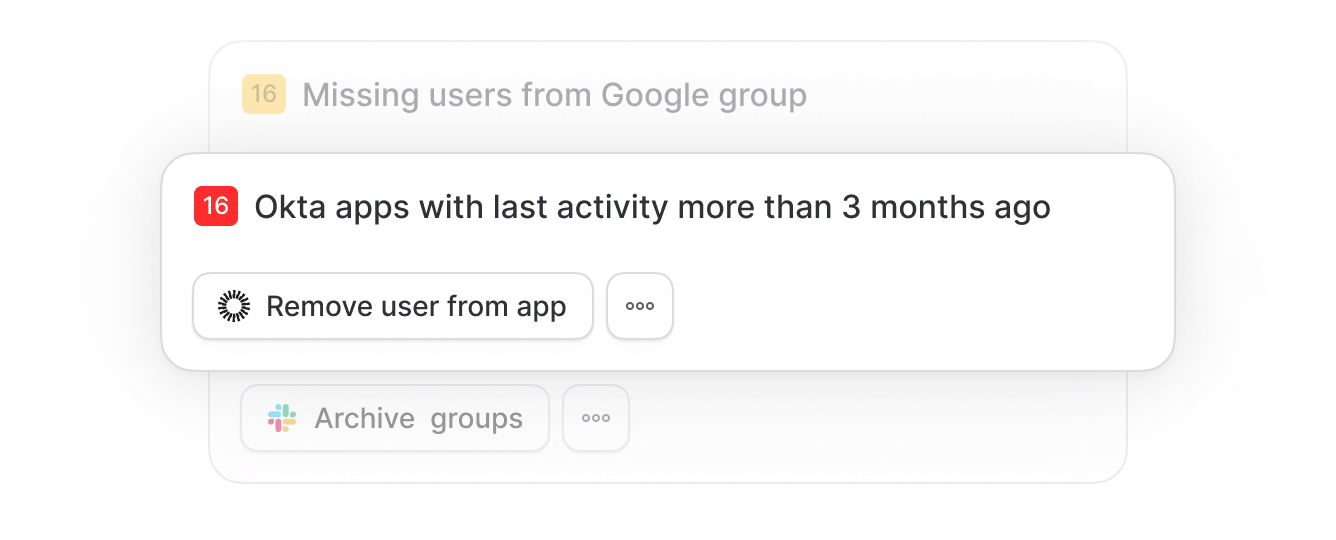 16 Missing users from Google group
16 Okta apps with last activity more than 3 months ago
Remove user from app
Archive groups